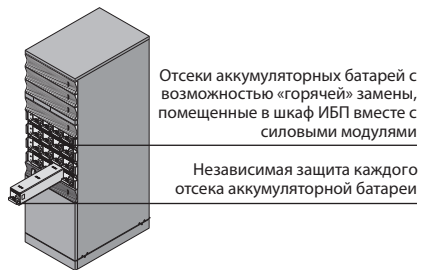 Отсеки аккумуляторных батарей с
возможностью «горячей» замены,
помещенные в шкаф ИБП вместе с
силовыми модулями
Независимая защита каждого
отсека аккумуляторной батареи